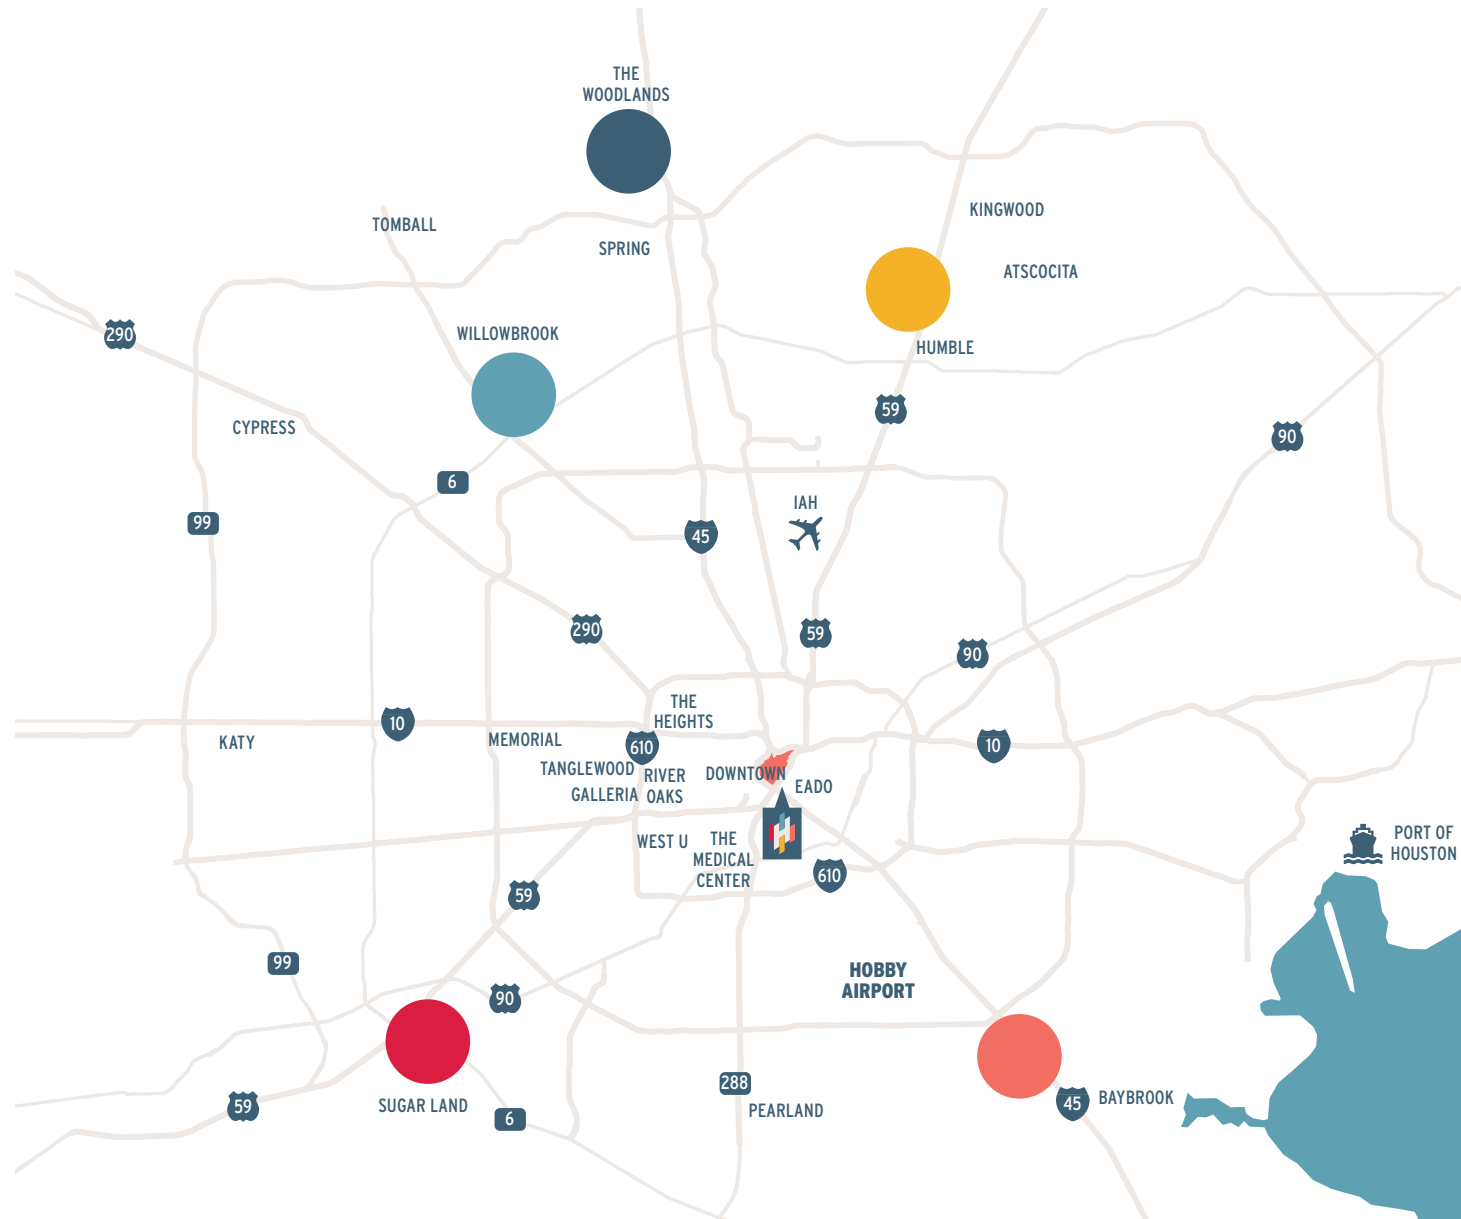 THE
WOODLANDS
KINGWOOD
TOMBALL
SPRING
ATSCOCITA
290
WILLOWBROOK
HUMBLE
59
CYPRESS
90
6
IAH
99
45
290
59
90
THE
HEIGHTS
10
KATY
MEMORIAL
610
10
TANGLEWOOD
RIVER
OAKS
DOWNTOWN
EADO
GALLERIA
WEST U
THE
MEDICAL
CENTER
PORT OF
HOUSTON
610
59
99
HOBBY
AIRPORT
90
288
59
SUGAR LAND
6
PEARLAND
45
BAYBROOK